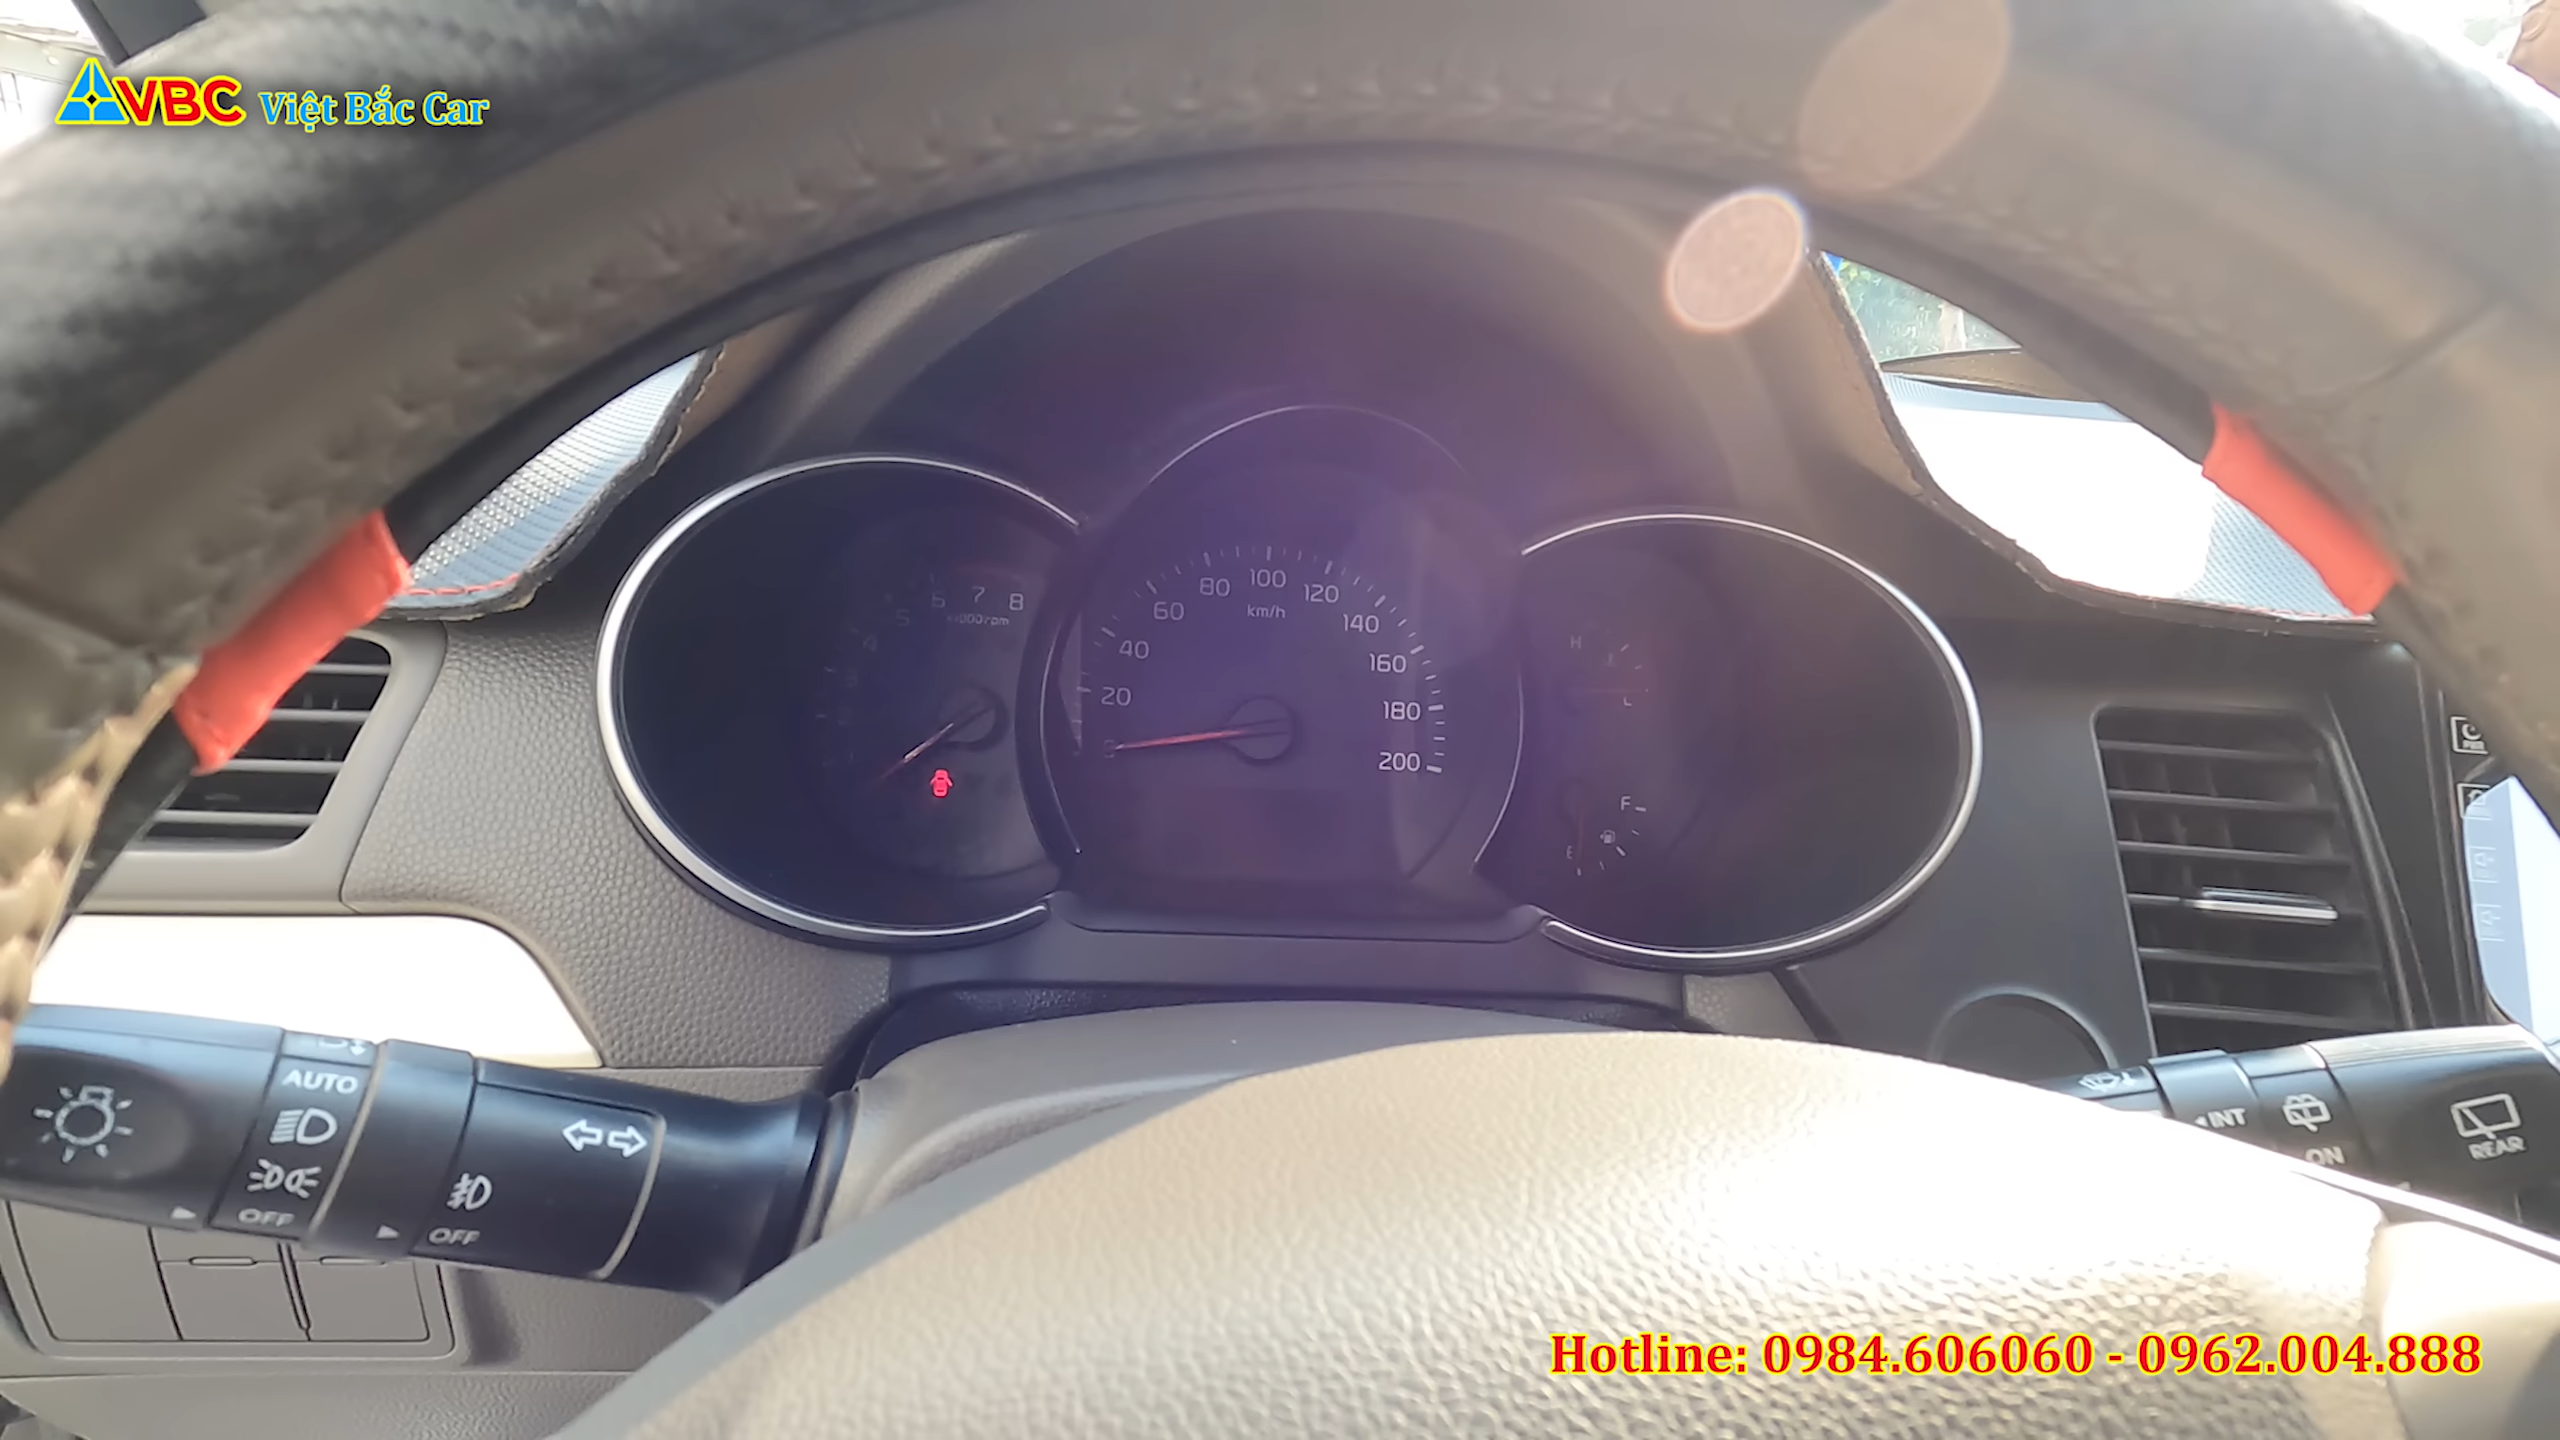 VBC Việt Bắc Car
5 6 7 8
x1000rpm
4
0 20 40 60 80 100 120 140 160 180 200
km/h
H
L
F
E
AUTO
OFF
OFF
INT
ON
REAR
Hotline: 0984.606060 - 0962.004.888